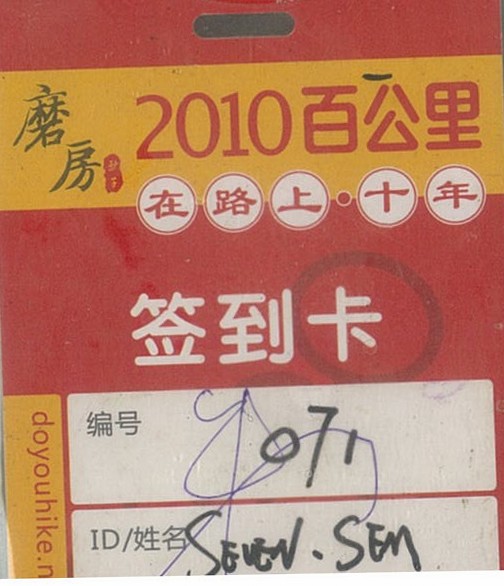 磨房
2010百公里
在路上·十年
签到卡
编号 071
ID/姓名 SEVEN.SEM
doyouhike.n